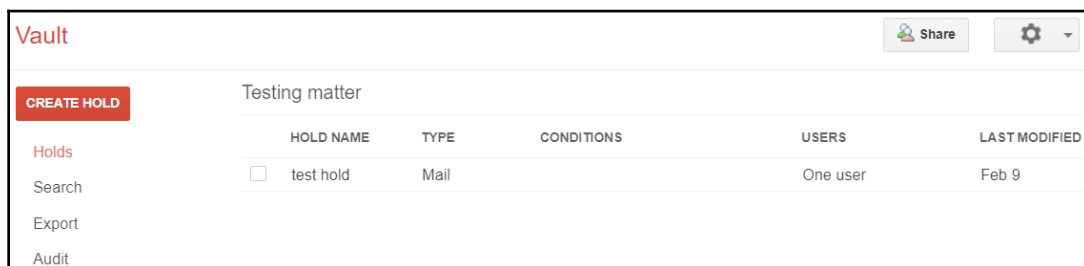 Vault
Share
CREATE HOLD
Testing matter
HOLD NAME TYPE CONDITIONS USERS LAST MODIFIED
Holds
test hold Mail One user Feb 9
Search
Export
Audit